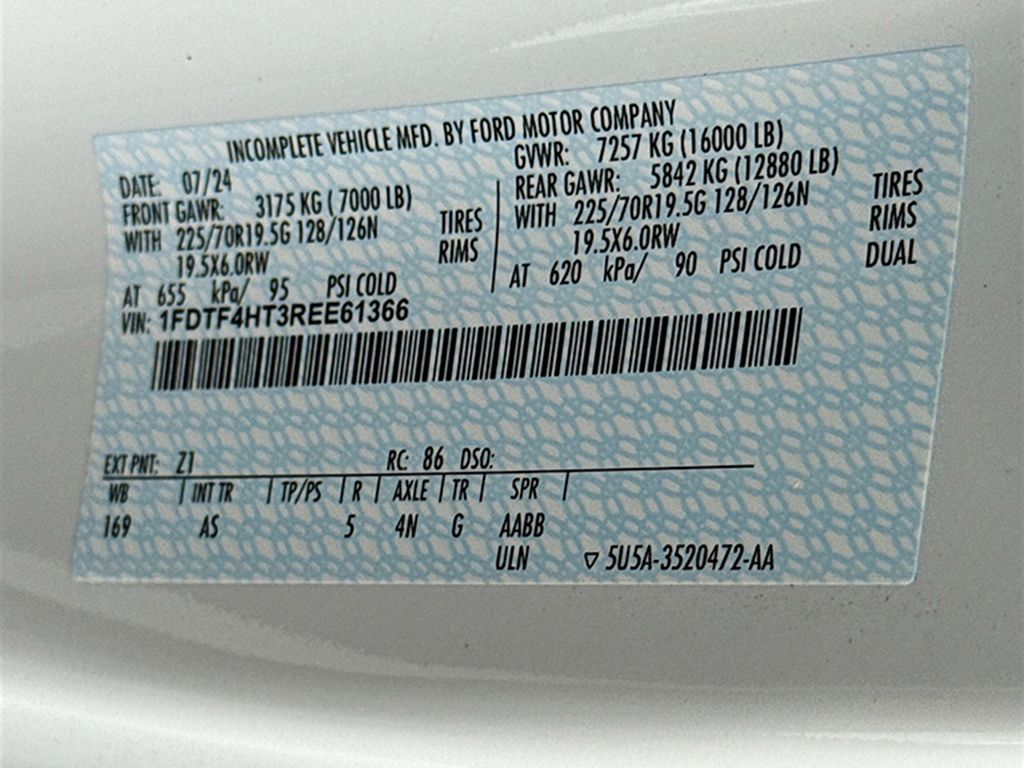 INCOMPLETE VEHICLE MFD. BY FORD MOTOR COMPANY
DATE: 07/24
GVWR: 7257 KG (16000 LB)
FRONT GAWR: 3175 KG ( 7000 LB)
WITH 225/70R19.5G 128/126N TIRES
19.5X6.0RW RIMS
AT 655 kPa/ 95 PSI COLD
REAR GAWR: 5842 KG (12880 LB)
WITH 225/70R19.5G 128/126N TIRES
19.5X6.0RW RIMS
AT 620 kPa/ 90 PSI COLD DUAL
VIN: 1FDTF4HT3REE61366
EXT PNT: Z1 RC: 86 DSO:
WB INT TR TP/PS R AXLE TR SPR
169 AS 5 4N G AABB
ULN ▽ 5U5A-3520472-AA